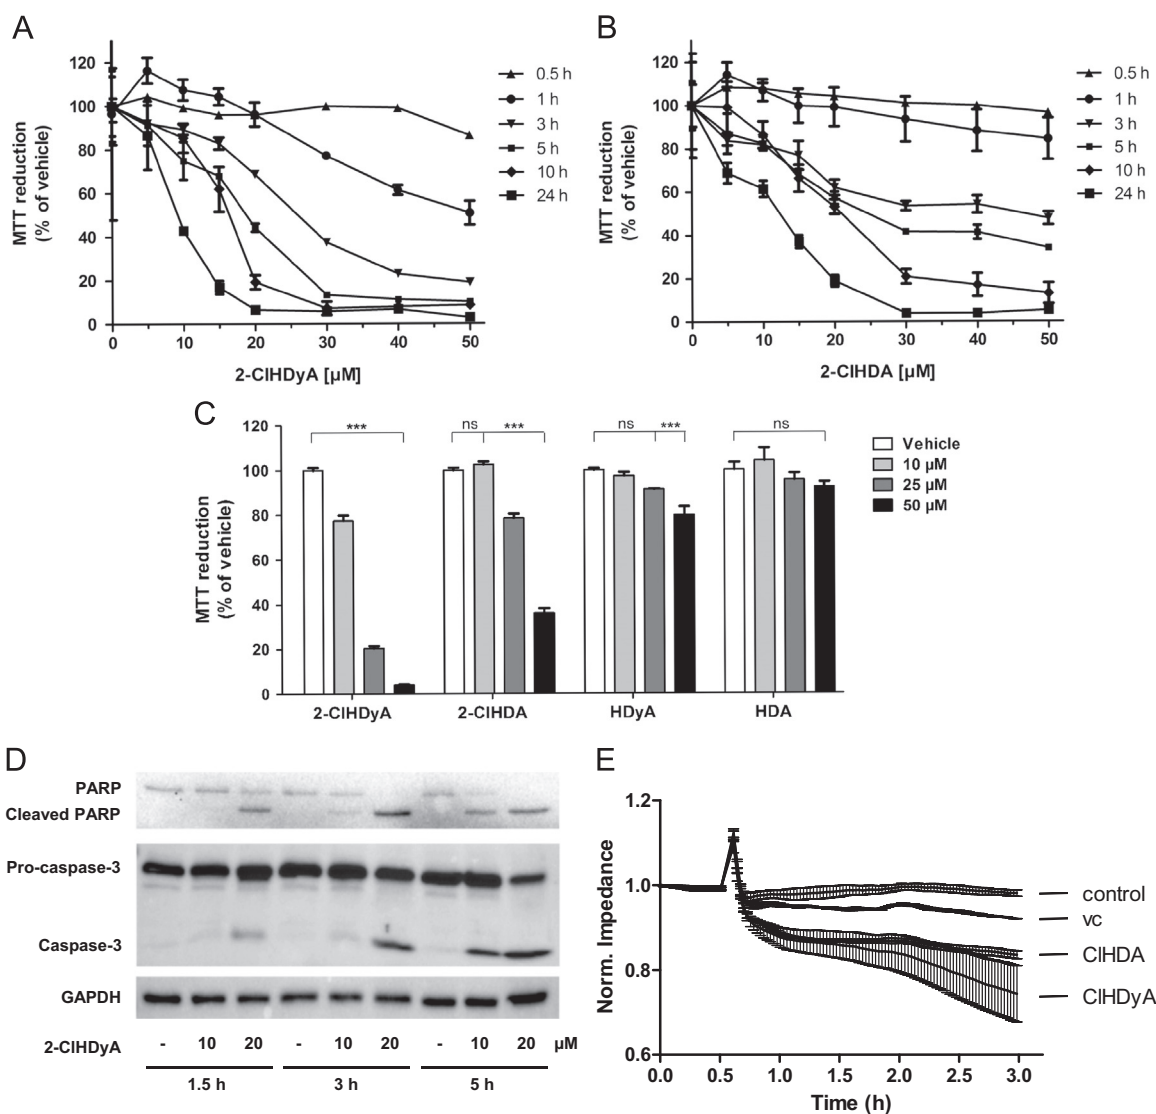 A
MTT reduction
(% of vehicle)
120
100
80
60
40
20
0
0 10 20 30 40 50
2-ClHDyA [µM]
0.5 h
1 h
3 h
5 h
10 h
24 h
B
MTT reduction
(% of vehicle)
120
100
80
60
40
20
0
0 10 20 30 40 50
2-ClHDA [µM]
0.5 h
1 h
3 h
5 h
10 h
24 h
C
MTT reduction
(% of vehicle)
120
100
80
60
40
20
0
*** ns *** ns *** ns
2-ClHDyA 2-ClHDA HDyA HDA
Vehicle
10 µM
25 µM
50 µM
D
PARP
Cleaved PARP
Pro-caspase-3
Caspase-3
GAPDH
2-ClHDyA - 10 20 - 10 20 - 10 20 µM
1.5 h 3 h 5 h
E
Norm. Impedance
1.2
1.0
0.8
0.6
0.0 0.5 1.0 1.5 2.0 2.5 3.0
Time (h)
control
vc
ClHDA
ClHDyA